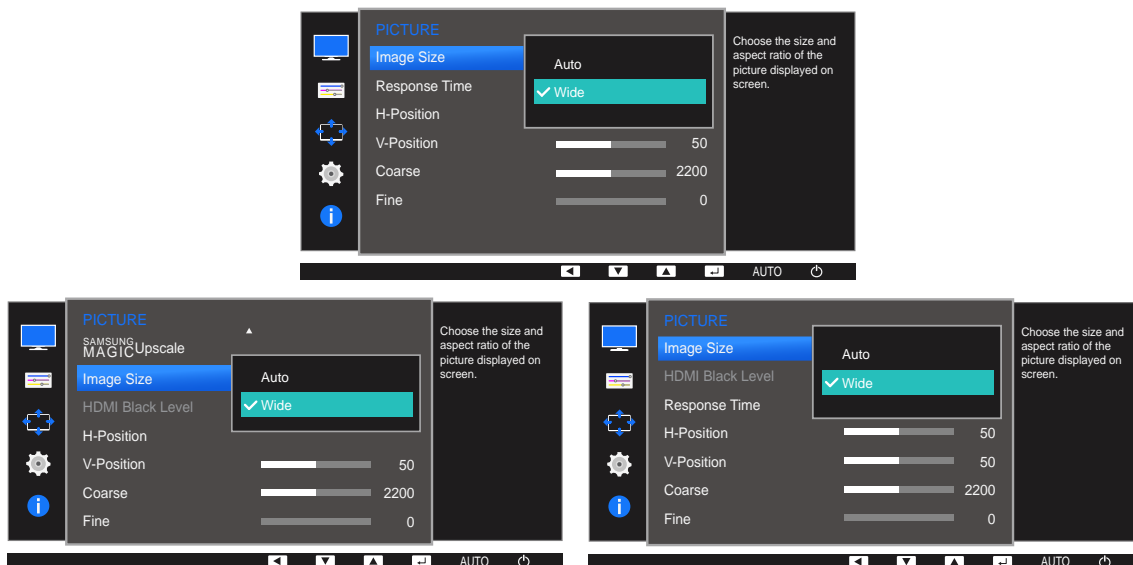 PICTURE
Image Size
Auto
Wide
Response Time
H-Position
V-Position 50
Coarse 2200
Fine 0
Choose the size and
aspect ratio of the
picture displayed on
screen.
i
AUTO
PICTURE
SAMSUNG
MAGIC Upscale
Image Size
Auto
HDMI Black Level
Wide
H-Position
V-Position 50
Coarse 2200
Fine 0
Choose the size and
aspect ratio of the
picture displayed on
screen.
i
AUTO
PICTURE
Image Size
Auto
HDMI Black Level
Wide
Response Time
H-Position 50
V-Position 50
Coarse 2200
Fine 0
Choose the size and
aspect ratio of the
picture displayed on
screen.
i
AUTO